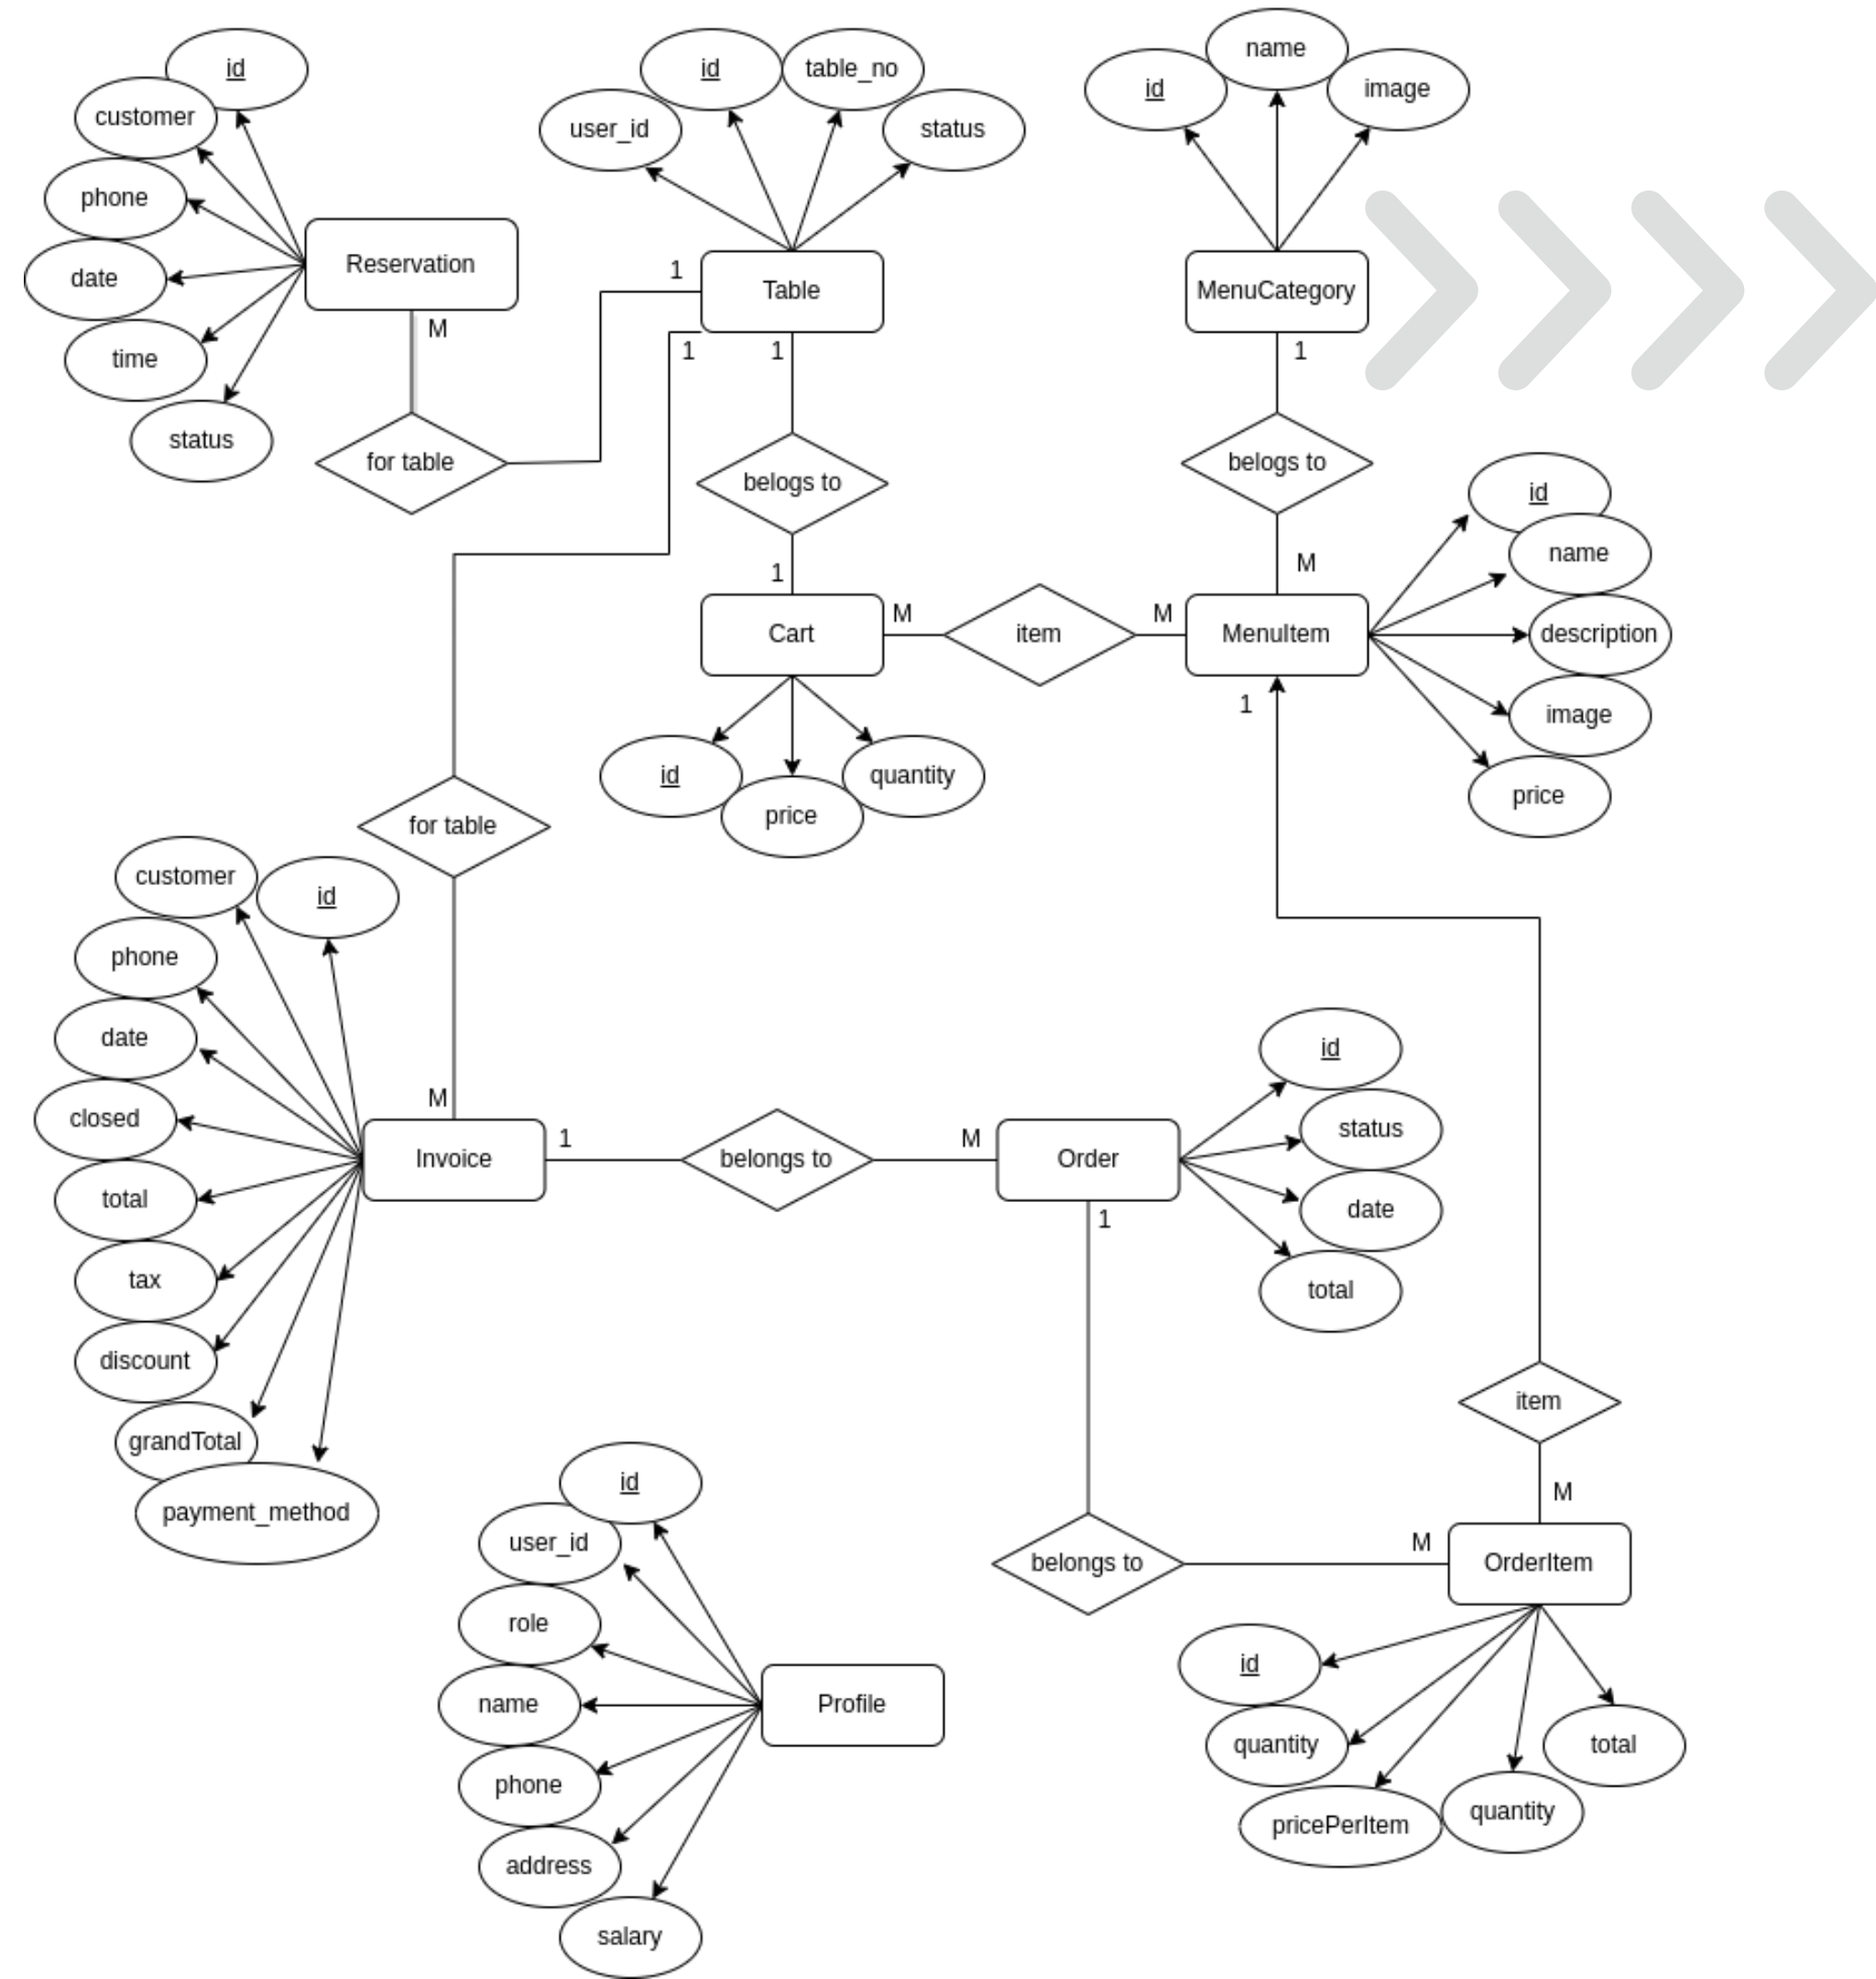 id
customer
phone
date
time
status
Reservation
M
for table
user_id
id
table_no
status
Table
1
1
1
belogs to
1
id
name
image
MenuCategory
1
belogs to
M
Cart
M
item
M
MenuItem
1
id
name
description
image
price
id
price
quantity
for table
M
customer
id
phone
date
closed
total
tax
discount
grandTotal
payment_method
Invoice
1
belongs to
M
Order
1
id
status
date
total
item
M
belongs to
M
OrderItem
id
quantity
pricePerItem
quantity
total
id
user_id
role
name
phone
address
salary
Profile